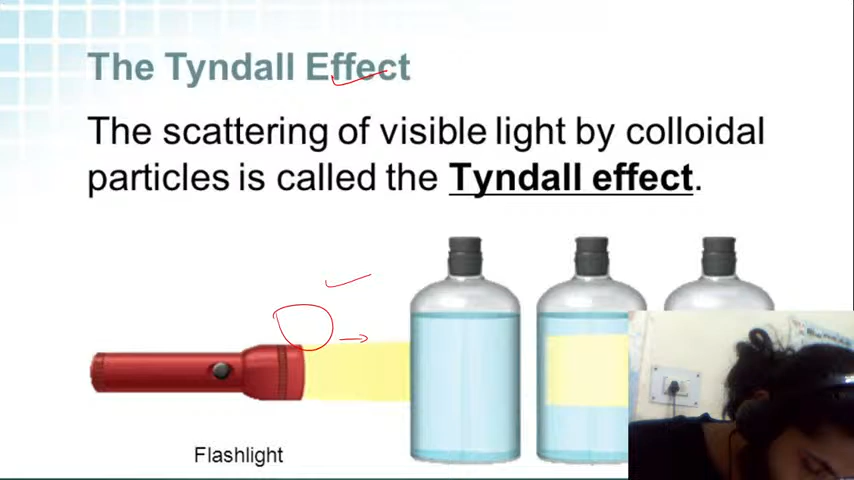 The Tyndall Effect
The scattering of visible light by colloidal
particles is called the Tyndall effect.
Flashlight